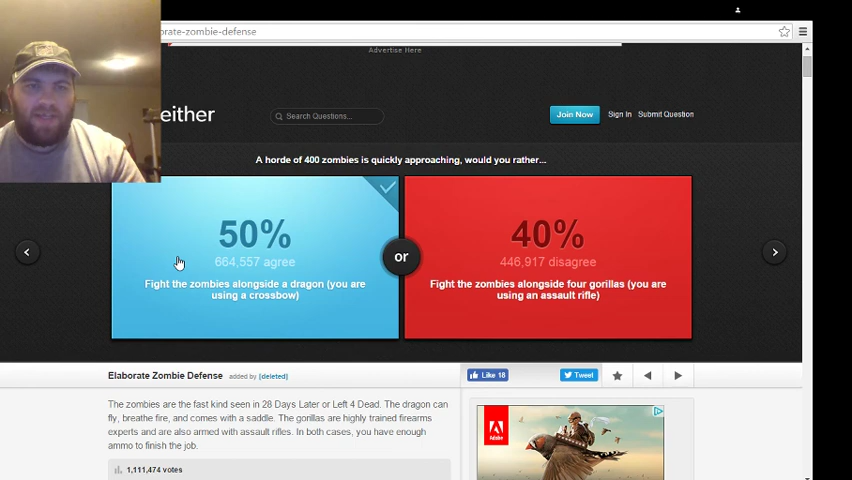 orate-zombie-defense
Advertise Here
either
Search Questions...
Join Now
Sign In
Submit Question
A horde of 400 zombies is quickly approaching, would you rather...
50%
664,557 agree
Fight the zombies alongside a dragon (you are
using a crossbow)
or
40%
446,917 disagree
Fight the zombies alongside four gorillas (you are
using an assault rifle)
Elaborate Zombie Defense added by [deleted]
Like 18
Tweet
The zombies are the fast kind seen in 28 Days Later or Left 4 Dead. The dragon can
fly, breathe fire, and comes with a saddle. The gorillas are highly trained firearms
experts and are also armed with assault rifles. In both cases, you have enough
ammo to finish the job.
1,111,474 votes
Adobe